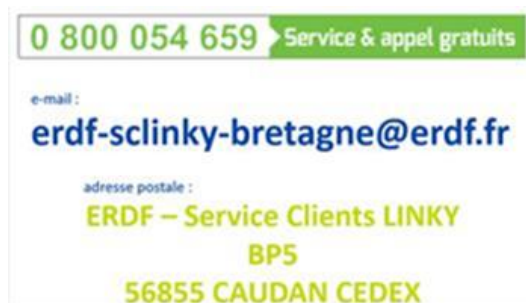 0 800 054 659 Service & appel gratuits
e-mail :
erdf-sclinky-bretagne@erdf.fr
adresse postale :
ERDF – Service Clients LINKY
BP5
56855 CAUDAN CEDEX